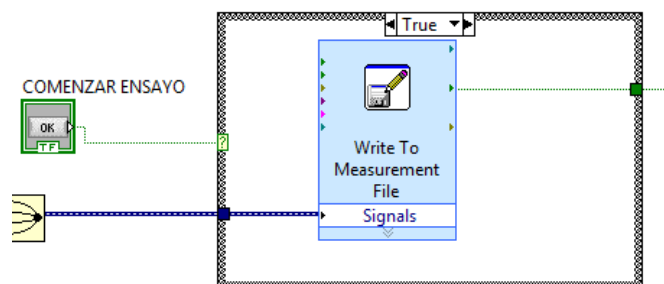 True
COMENZAR ENSAYO
OK
TF
?
Write To
Measurement
File
Signals